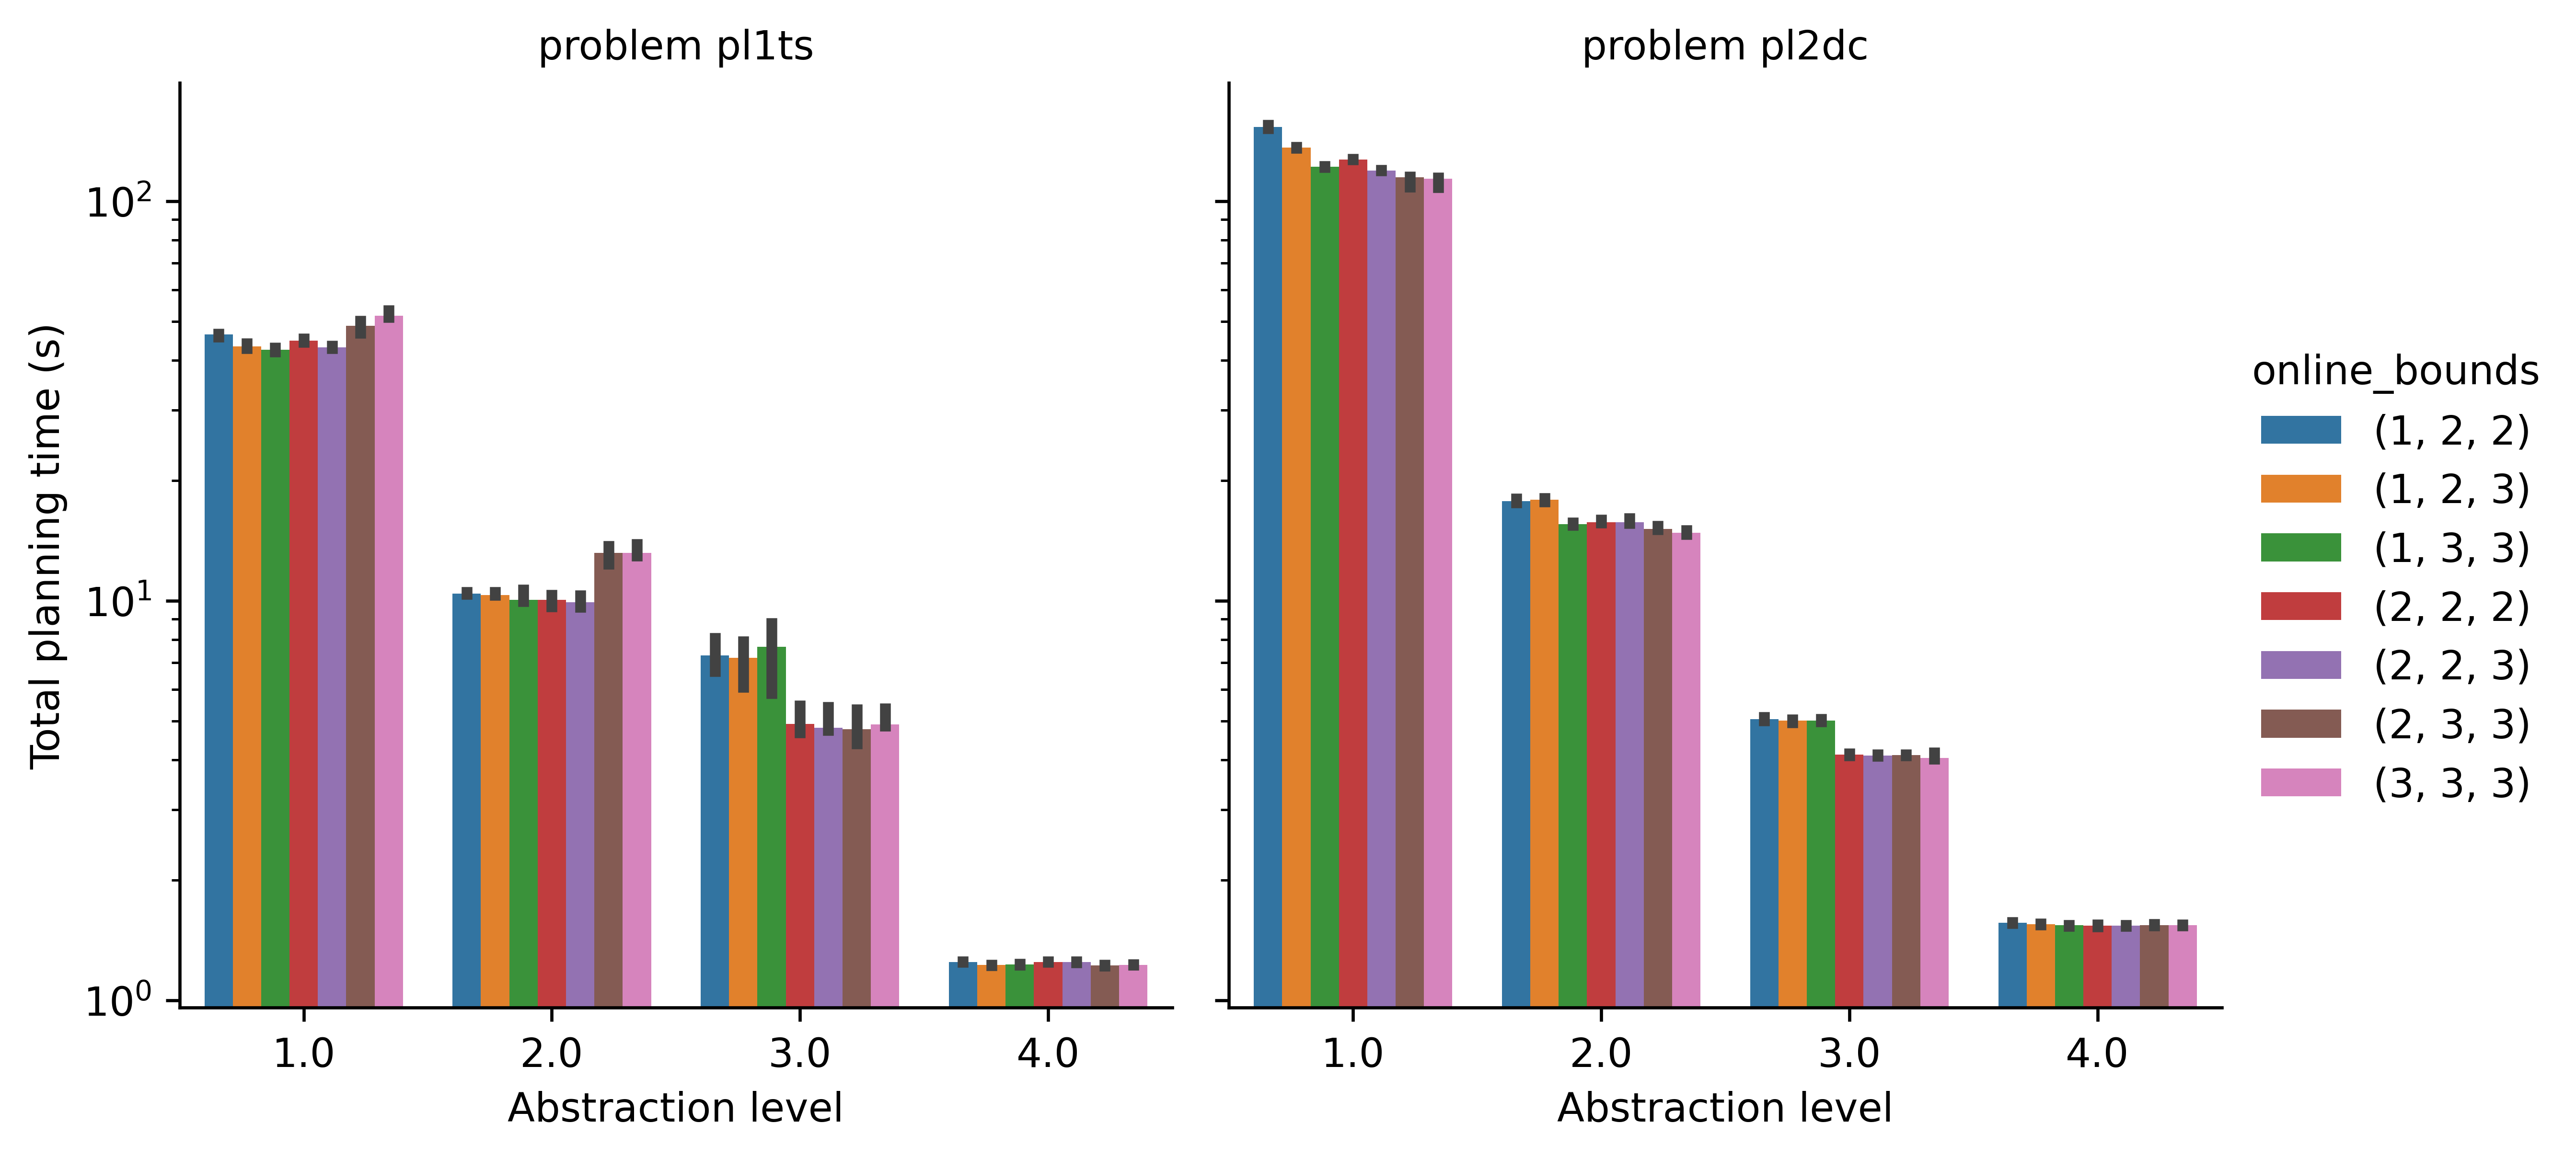 problem pl1ts
problem pl2dc
Total planning time (s)
10²
10¹
10⁰
1.0 2.0 3.0 4.0
Abstraction level
1.0 2.0 3.0 4.0
Abstraction level
online_bounds
(1, 2, 2)
(1, 2, 3)
(1, 3, 3)
(2, 2, 2)
(2, 2, 3)
(2, 3, 3)
(3, 3, 3)